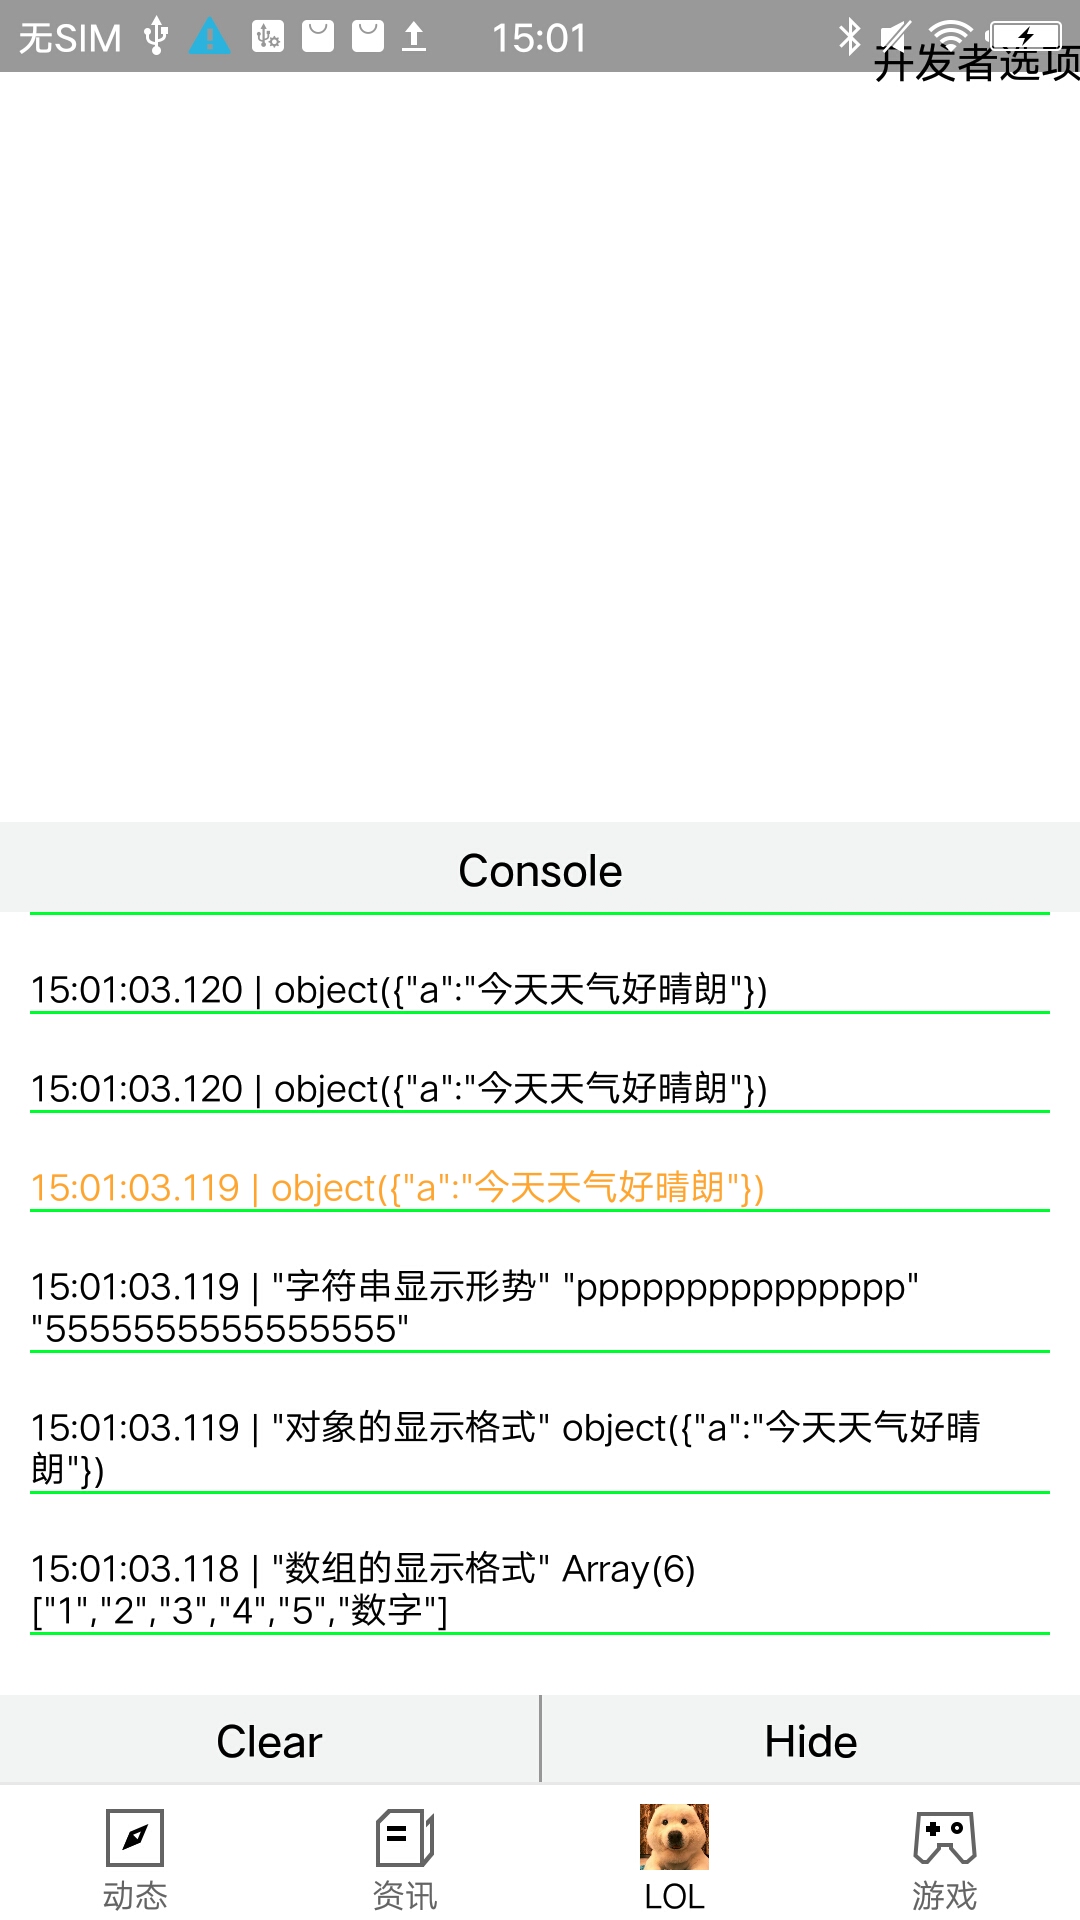 无SIM 15:01
开发者选项
Console
15:01:03.120 | object({"a":"今天天气好晴朗"})
15:01:03.120 | object({"a":"今天天气好晴朗"})
15:01:03.119 | object({"a":"今天天气好晴朗"})
15:01:03.119 | "字符串显示形势" "ppppppppppppppp"
"5555555555555555"
15:01:03.119 | "对象的显示格式" object({"a":"今天天气好晴
朗"})
15:01:03.118 | "数组的显示格式" Array(6)
["1","2","3","4","5","数字"]
Clear Hide
动态 资讯 LOL 游戏